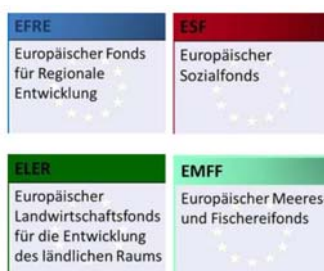 EFRE
Europäischer Fonds
für Regionale
Entwicklung
ESF
Europäischer
Sozialfonds
ELER
Europäischer
Landwirtschaftsfonds
für die Entwicklung
des ländlichen Raums
EMFF
Europäischer Meeres
und Fischereifonds